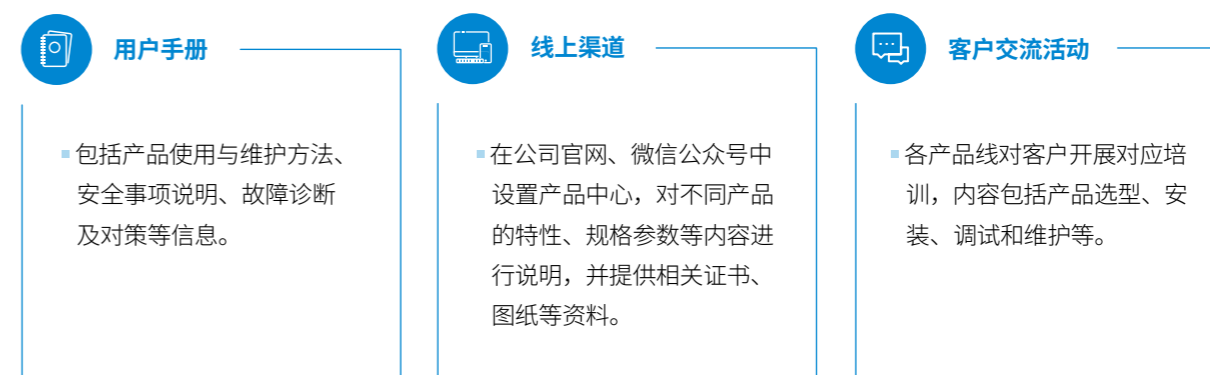 用户手册
包括产品使用与维护方法、
安全事项说明、故障诊断
及对策等信息。
线上渠道
在公司官网、微信公众号中
设置产品中心，对不同产品
的特性、规格参数等内容进
行说明，并提供相关证书、
图纸等资料。
客户交流活动
各产品线对客户开展对应培
训，内容包括产品选型、安
装、调试和维护等。